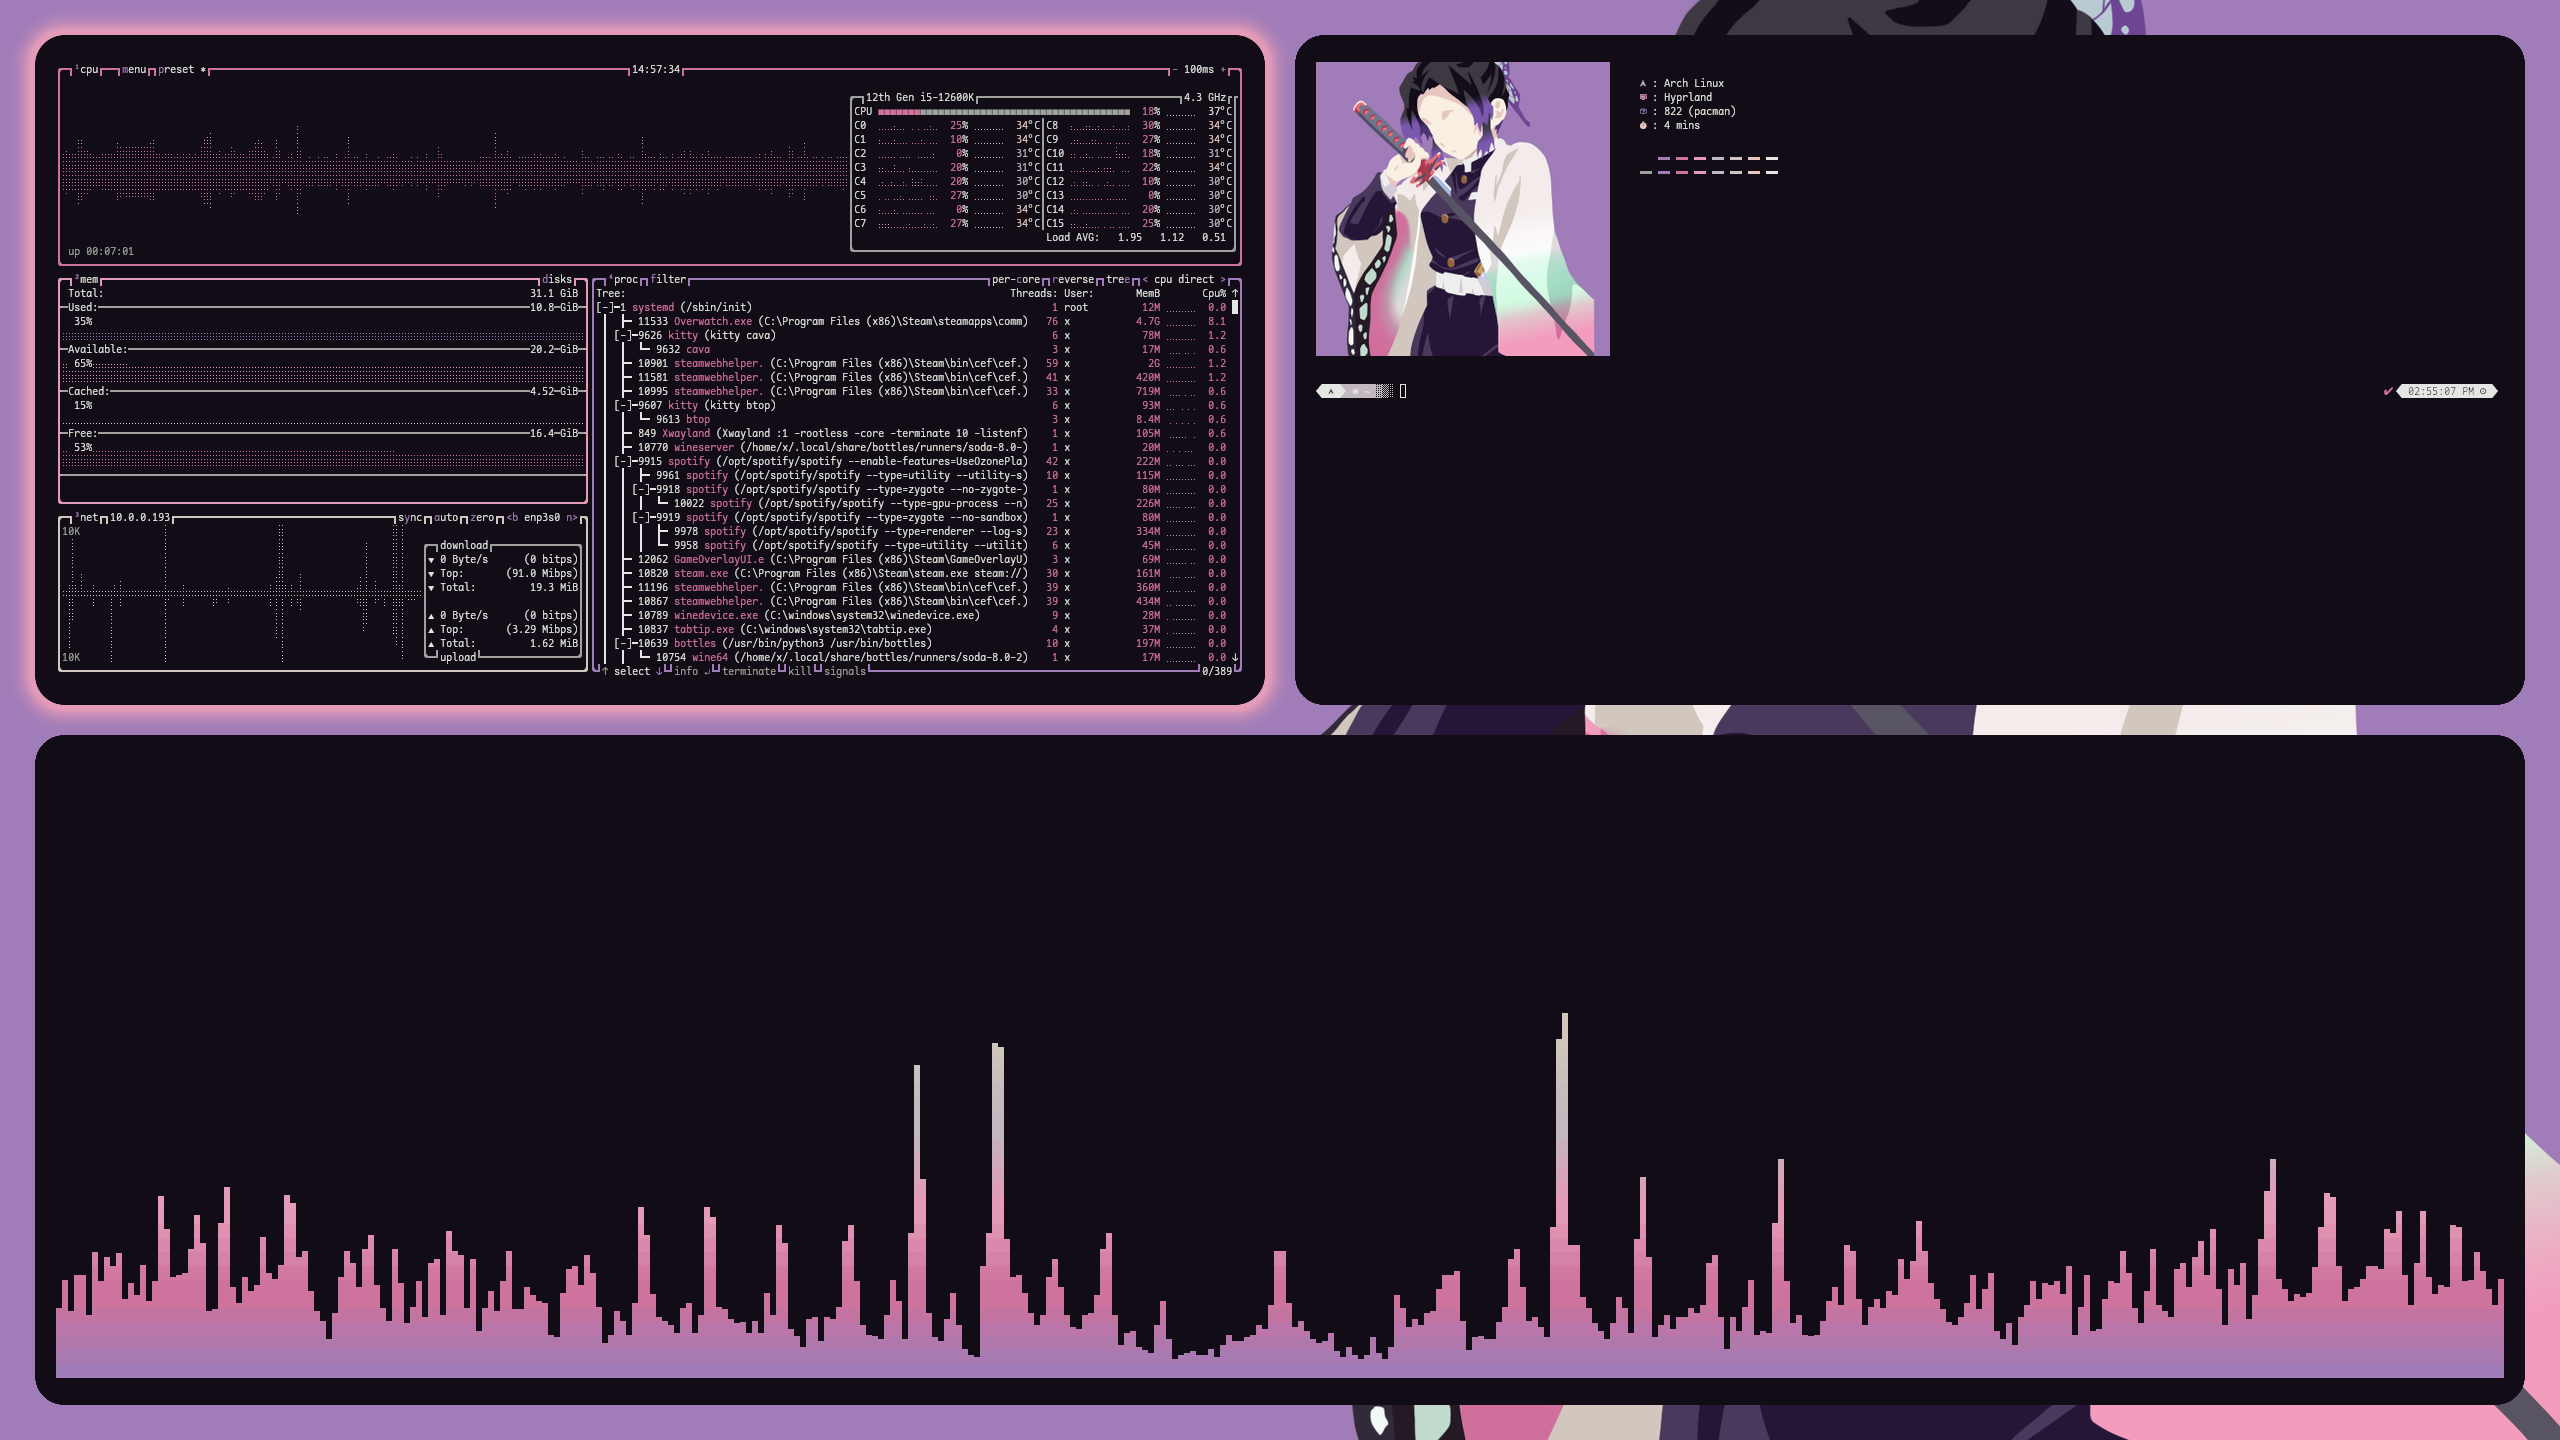 ¹cpu menu preset * 14:57:34 - 100ms +
12th Gen i5-12600K 4.3 GHz
CPU 18% 37°C
C0 25% 34°C C8 30% 34°C
C1 10% 34°C C9 27% 34°C
C2 0% 31°C C10 18% 31°C
C3 20% 31°C C11 22% 34°C
C4 20% 30°C C12 10% 30°C
C5 27% 30°C C13 0% 30°C
C6 0% 34°C C14 20% 30°C
C7 27% 34°C C15 25% 30°C
Load AVG: 1.95 1.12 0.51
up 00:07:01
²mem disks
Total: 31.1 GiB
Used: 10.8 GiB
35%
Available: 20.2 GiB
65%
Cached: 4.52 GiB
15%
Free: 16.4 GiB
53%
³net 10.0.0.193 sync auto zero <b enp3s0 n>
10K
download
▼ 0 Byte/s (0 bitps)
▼ Top: (91.0 Mibps)
▼ Total: 19.3 MiB
▲ 0 Byte/s (0 bitps)
▲ Top: (3.29 Mibps)
▲ Total: 1.62 MiB
upload
10K
⁴proc filter per-core reverse tree < cpu direct >
Tree: Threads: User: MemB Cpu% ↑
[-]-1 systemd (/sbin/init) 1 root 12M 0.0
11533 Overwatch.exe (C:\Program Files (x86)\Steam\steamapps\comm) 76 x 4.7G 8.1
[-]-9626 kitty (kitty cava) 6 x 78M 1.2
9632 cava 3 x 17M 0.6
10901 steamwebhelper. (C:\Program Files (x86)\Steam\bin\cef\cef.) 59 x 2G 1.2
11581 steamwebhelper. (C:\Program Files (x86)\Steam\bin\cef\cef.) 41 x 420M 1.2
10995 steamwebhelper. (C:\Program Files (x86)\Steam\bin\cef\cef.) 33 x 719M 0.6
[-]-9607 kitty (kitty btop) 6 x 93M 0.6
9613 btop 3 x 8.4M 0.6
849 Xwayland (Xwayland :1 -rootless -core -terminate 10 -listenf) 1 x 105M 0.6
10770 wineserver (/home/x/.local/share/bottles/runners/soda-8.0-) 1 x 20M 0.0
[-]-9915 spotify (/opt/spotify/spotify --enable-features=UseOzonePla) 42 x 222M 0.0
9961 spotify (/opt/spotify/spotify --type=utility --utility-s) 10 x 115M 0.0
[-]-9918 spotify (/opt/spotify/spotify --type=zygote --no-zygote-) 1 x 80M 0.0
10022 spotify (/opt/spotify/spotify --type=gpu-process --n) 25 x 226M 0.0
[-]-9919 spotify (/opt/spotify/spotify --type=zygote --no-sandbox) 1 x 80M 0.0
9978 spotify (/opt/spotify/spotify --type=renderer --log-s) 23 x 334M 0.0
9958 spotify (/opt/spotify/spotify --type=utility --utilit) 6 x 45M 0.0
12062 GameOverlayUI.e (C:\Program Files (x86)\Steam\GameOverlayU) 3 x 69M 0.0
10820 steam.exe (C:\Program Files (x86)\Steam\steam.exe steam://) 30 x 161M 0.0
11196 steamwebhelper. (C:\Program Files (x86)\Steam\bin\cef\cef.) 39 x 360M 0.0
10867 steamwebhelper. (C:\Program Files (x86)\Steam\bin\cef\cef.) 39 x 434M 0.0
10789 winedevice.exe (C:\windows\system32\winedevice.exe) 9 x 28M 0.0
10837 tabtip.exe (C:\windows\system32\tabtip.exe) 4 x 37M 0.0
[-]-10639 bottles (/usr/bin/python3 /usr/bin/bottles) 10 x 197M 0.0
10754 wine64 (/home/x/.local/share/bottles/runners/soda-8.0-2) 1 x 17M 0.0 ↓
↑ select ↓ info ↲ terminate kill signals 0/389
: Arch Linux
: Hyprland
: 822 (pacman)
: 4 mins
~ ✔ 02:55:07 PM